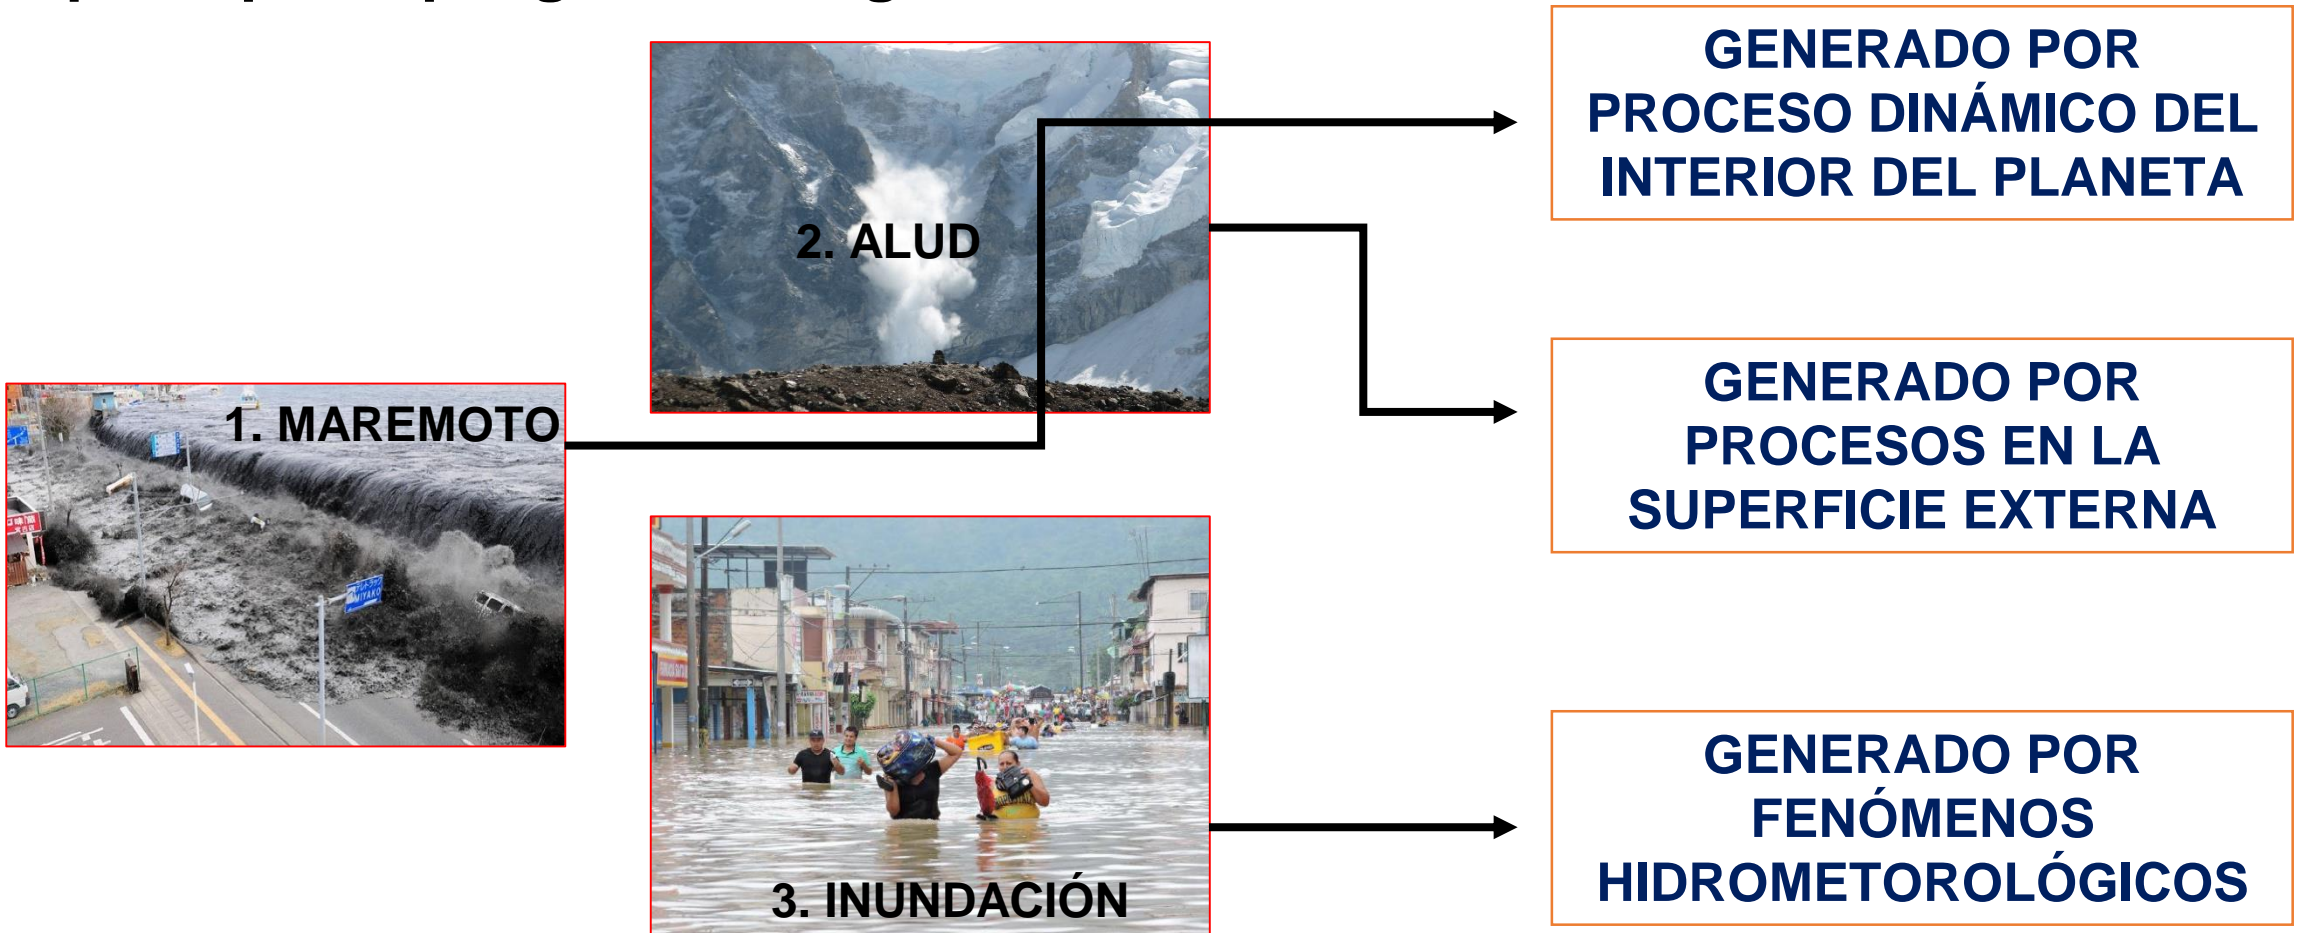 GENERADO POR
PROCESO DINÁMICO DEL
INTERIOR DEL PLANETA
2. ALUD
GENERADO POR
PROCESOS EN LA
SUPERFICIE EXTERNA
1. MAREMOTO
MIYAKO
GENERADO POR
FENÓMENOS
HIDROMETOROLÓGICOS
3. INUNDACIÓN